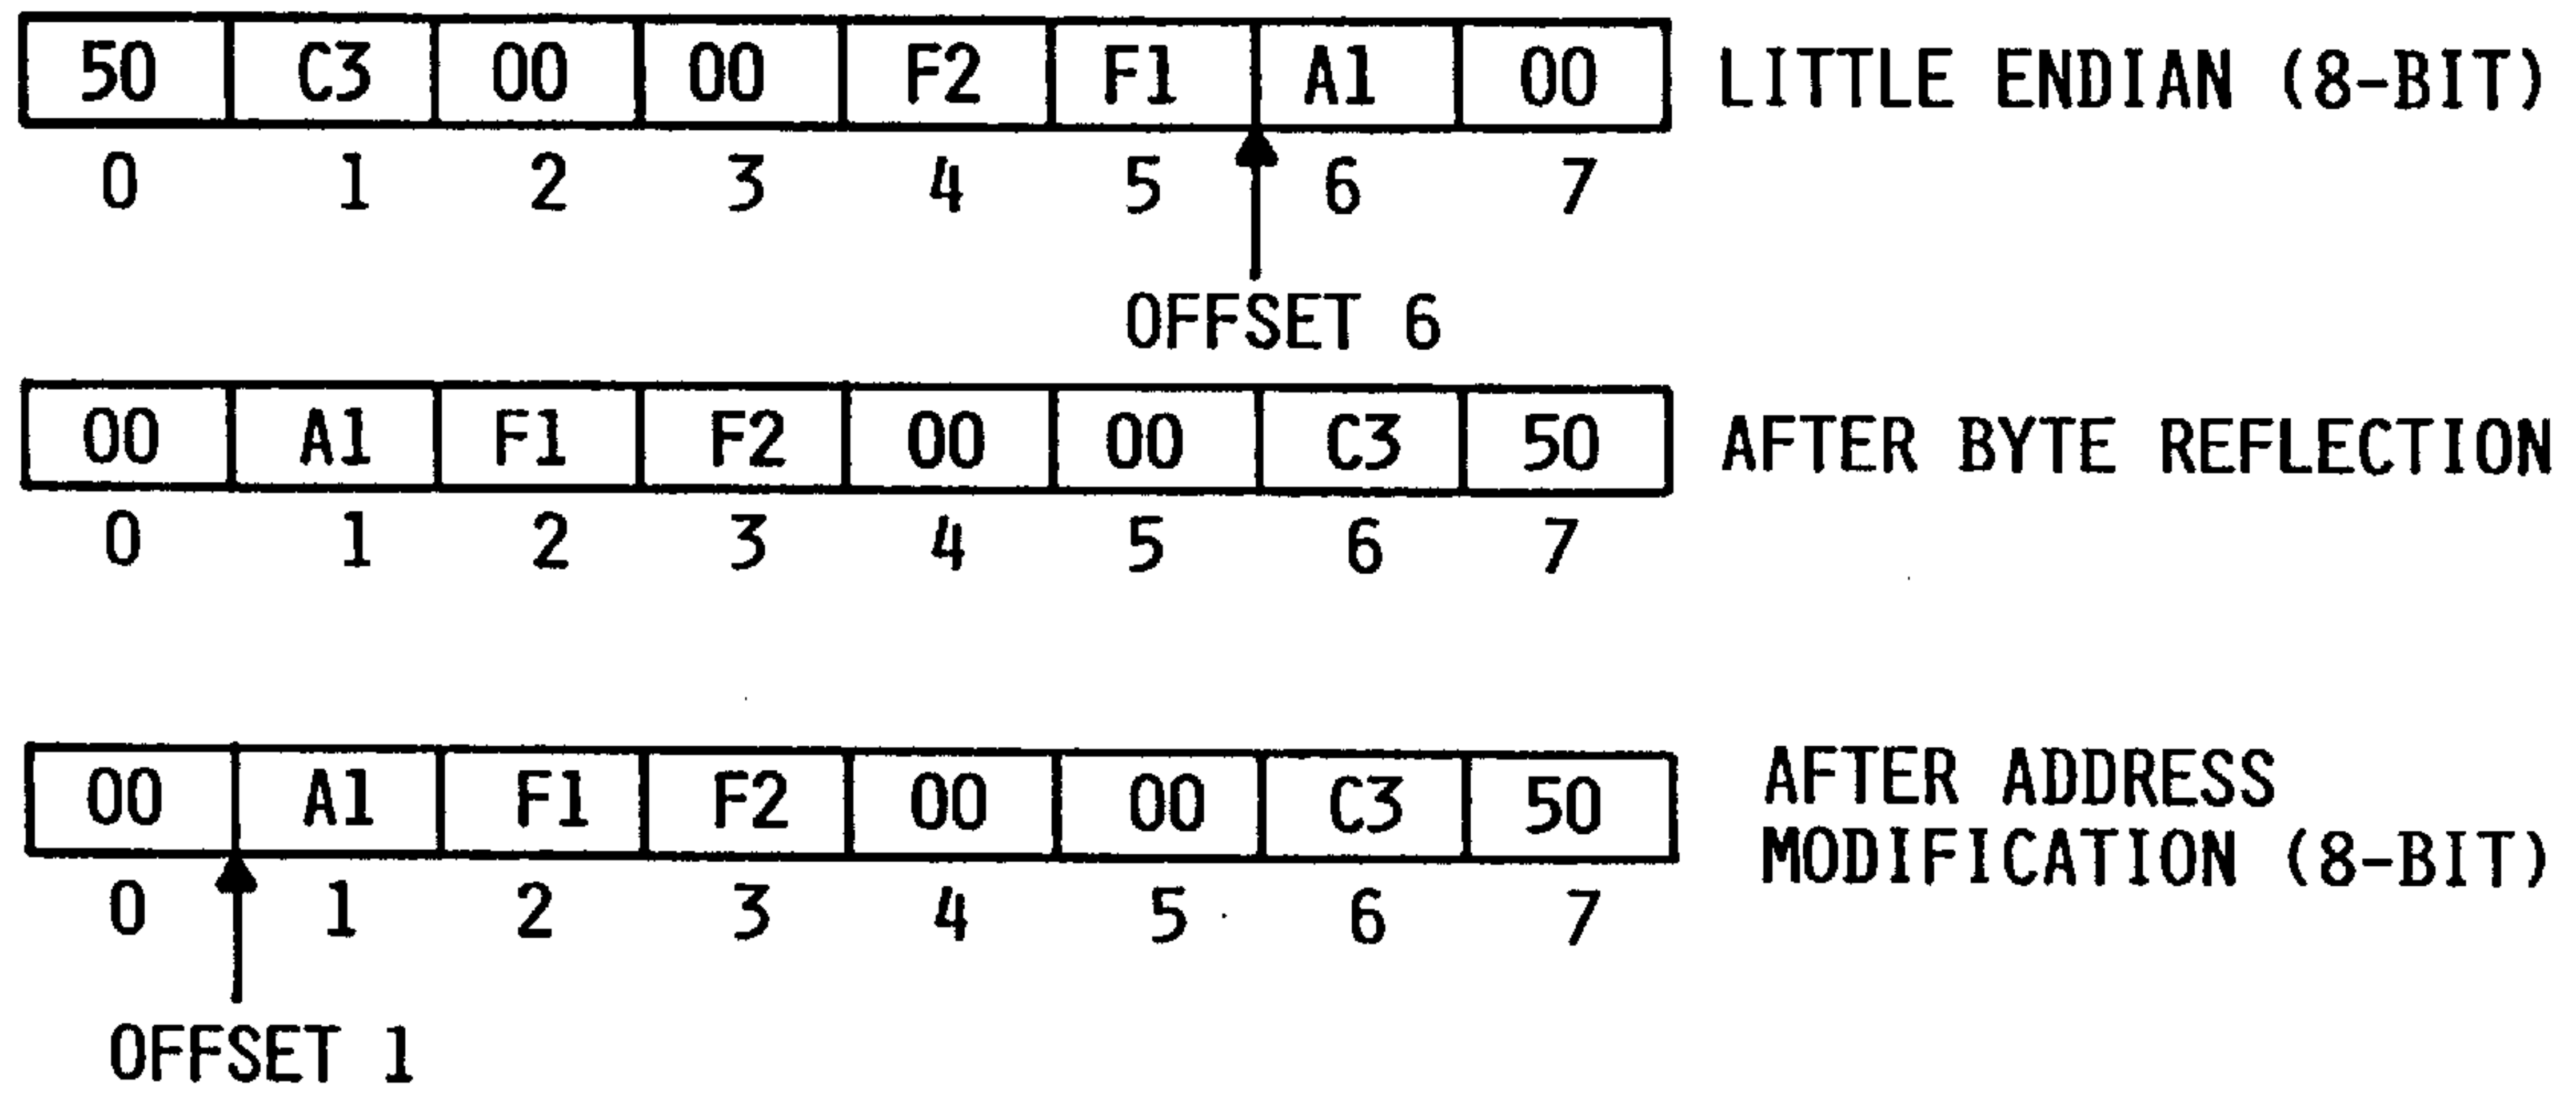 50 C3 00 00 F2 F1 A1 00 LITTLE ENDIAN (8-BIT)
0 1 2 3 4 5 6 7
OFFSET 6
00 A1 F1 F2 00 00 C3 50 AFTER BYTE REFLECTION
0 1 2 3 4 5 6 7
00 A1 F1 F2 00 00 C3 50 AFTER ADDRESS
MODIFICATION (8-BIT)
0 1 2 3 4 5 6 7
OFFSET 1